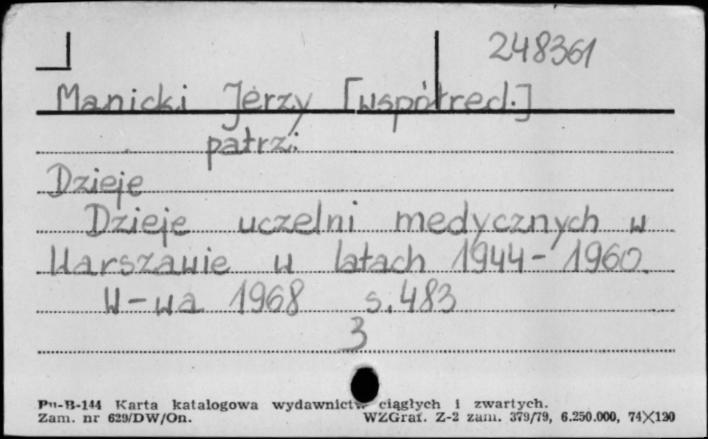 248361
Manicki Jerzy [współred.]
patrz:
Dzieje
Dzieje uczelni medycznych w
Warszawie w latach 1944-1960.
W-wa 1968 s. 483
3
Pu-B-144 Karta katalogowa wydawnictw ciągłych i zwartych.
Zam. nr 629/DW/On. WZGraf. Z-2 zam. 379/79, 6.250.000, 74X120